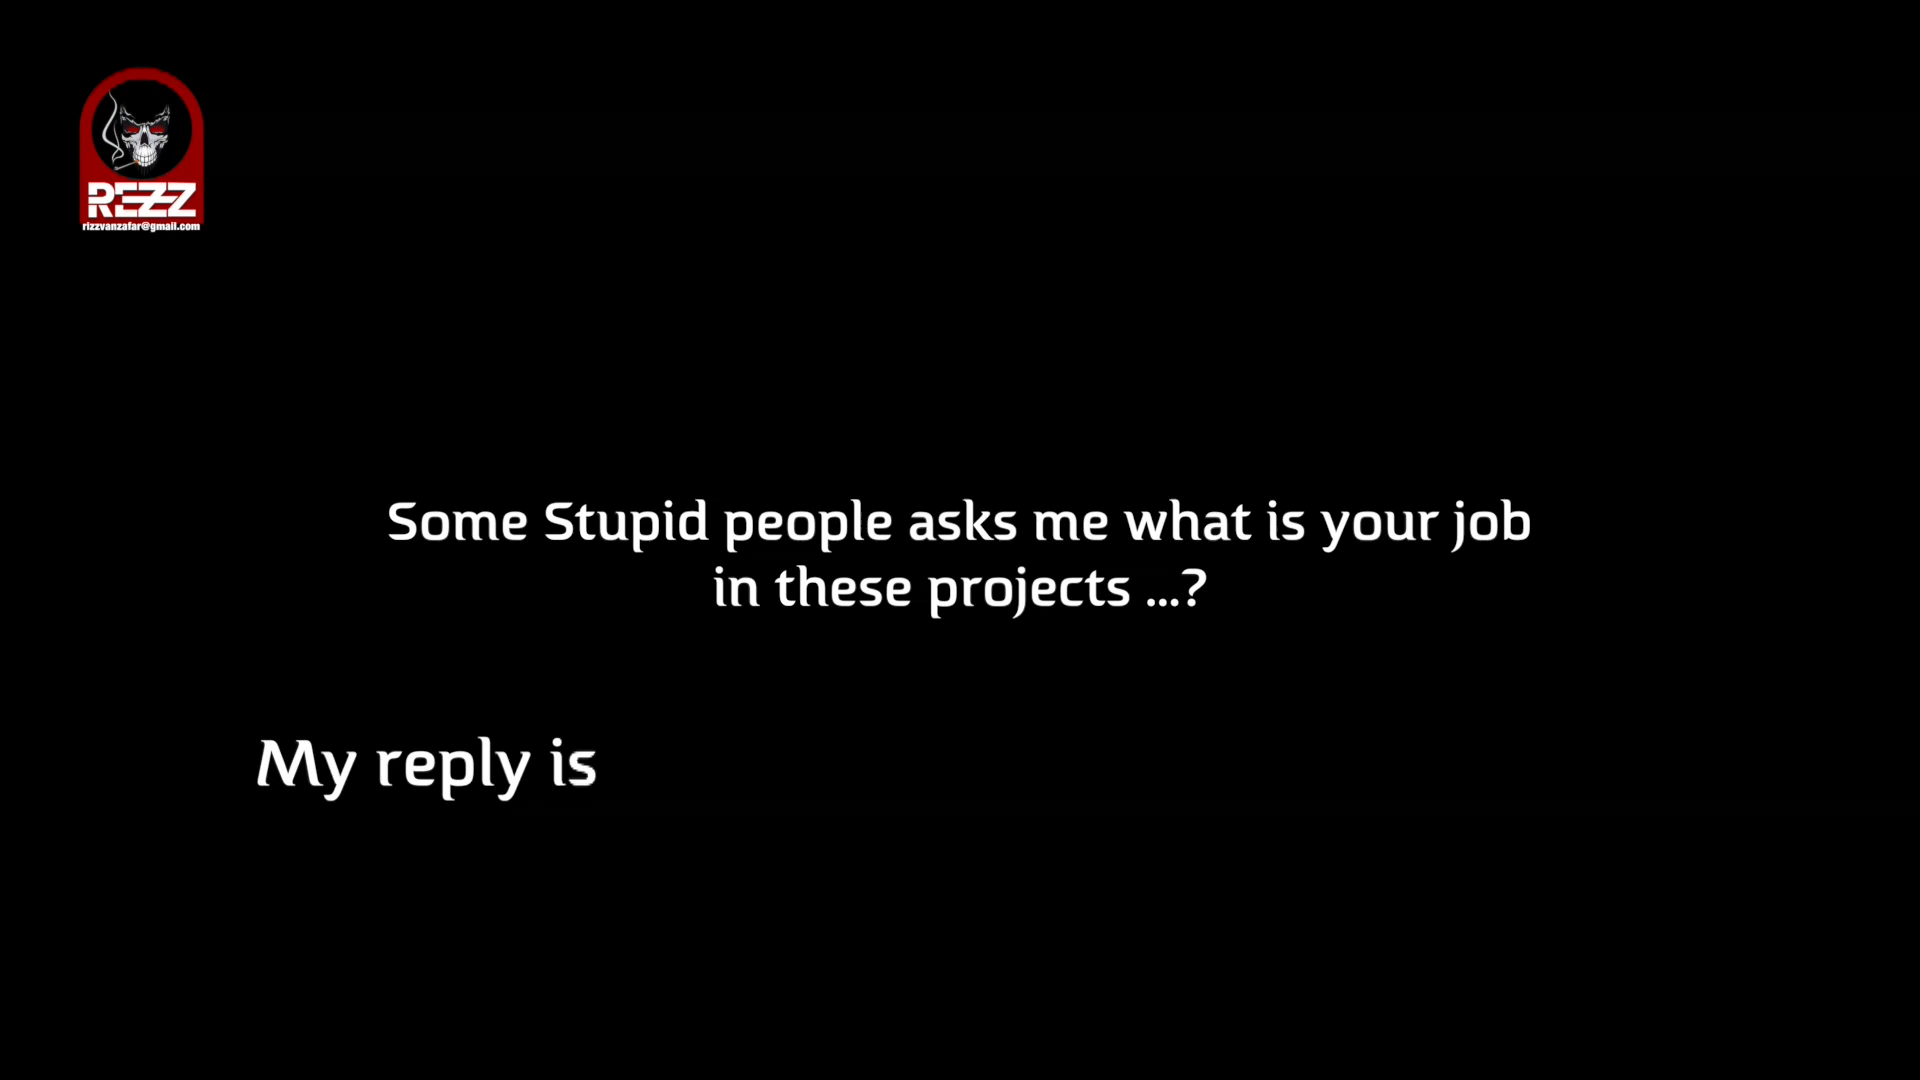 REZZ
rizzvanzafar@gmail.com
Some Stupid people asks me what is your job
in these projects ...?
My reply is